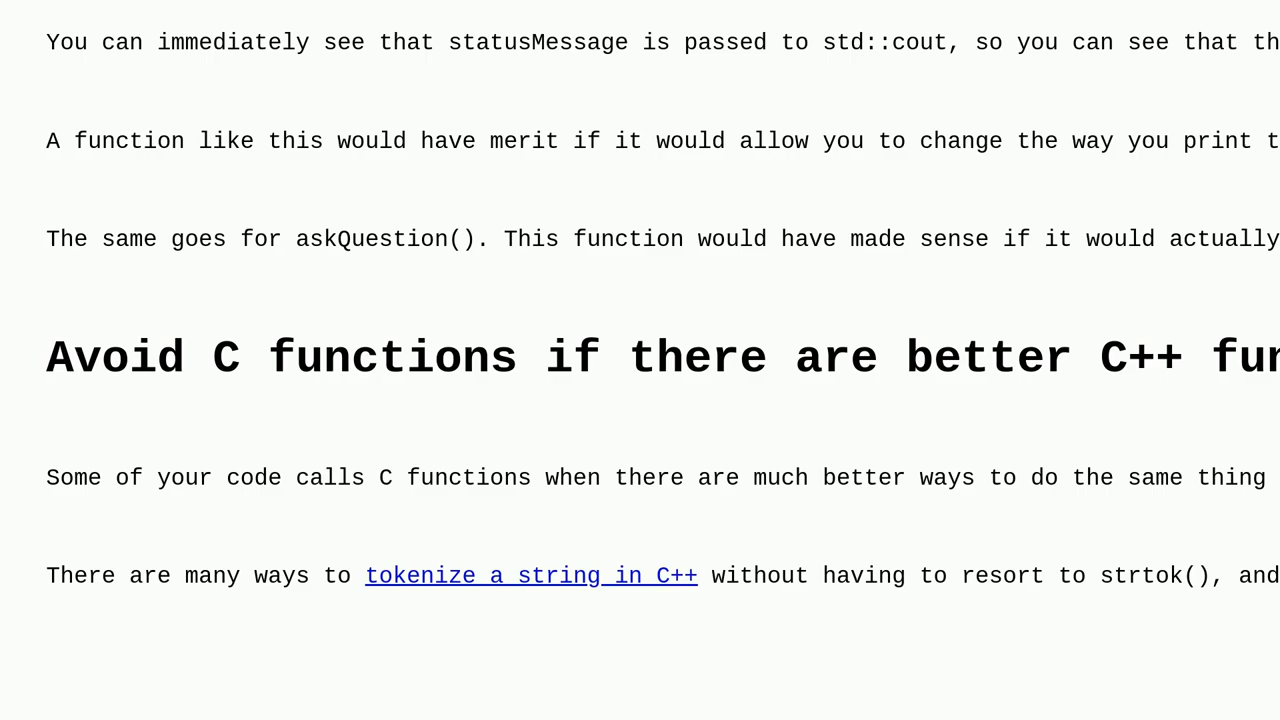 You can immediately see that statusMessage is passed to std::cout, so you can see that th
A function like this would have merit if it would allow you to change the way you print t
The same goes for askQuestion(). This function would have made sense if it would actually
Avoid C functions if there are better C++ fun
Some of your code calls C functions when there are much better ways to do the same thing
There are many ways to tokenize a string in C++ without having to resort to strtok(), and